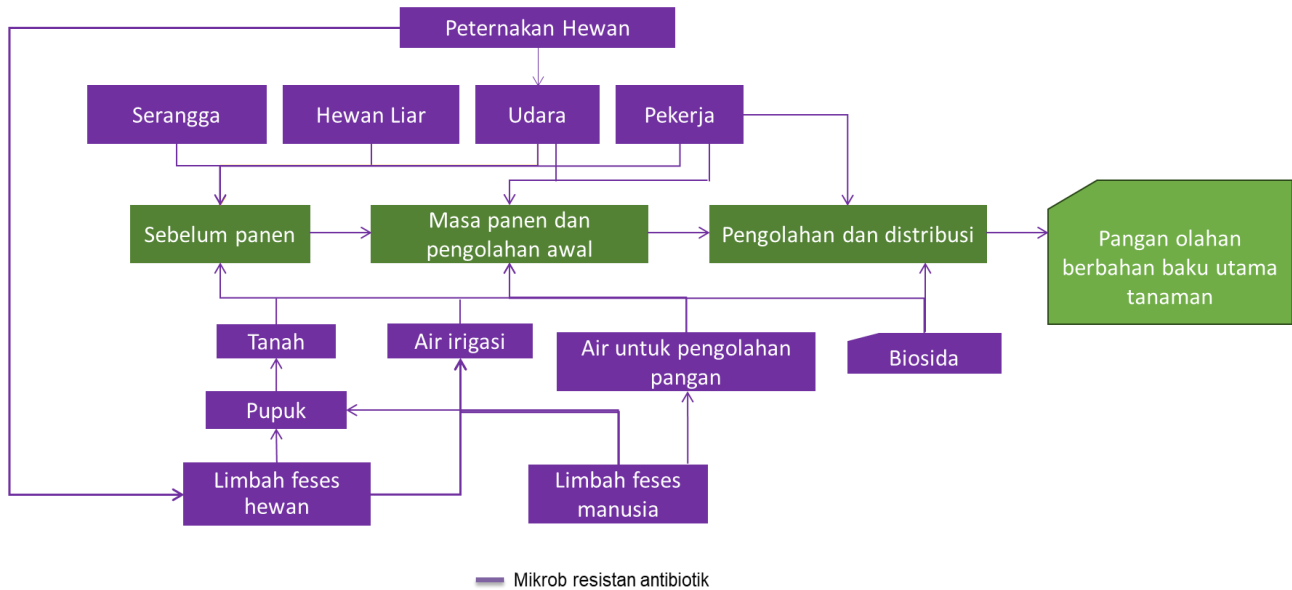 Peternakan Hewan
Serangga
Hewan Liar
Udara
Pekerja
Sebelum panen
Masa panen dan
pengolahan awal
Pengolahan dan distribusi
Pangan olahan
berbahan baku utama
tanaman
Tanah
Air irigasi
Air untuk pengolahan
pangan
Biosida
Pupuk
Limbah feses
hewan
Limbah feses
manusia
Mikrob resistan antibiotik